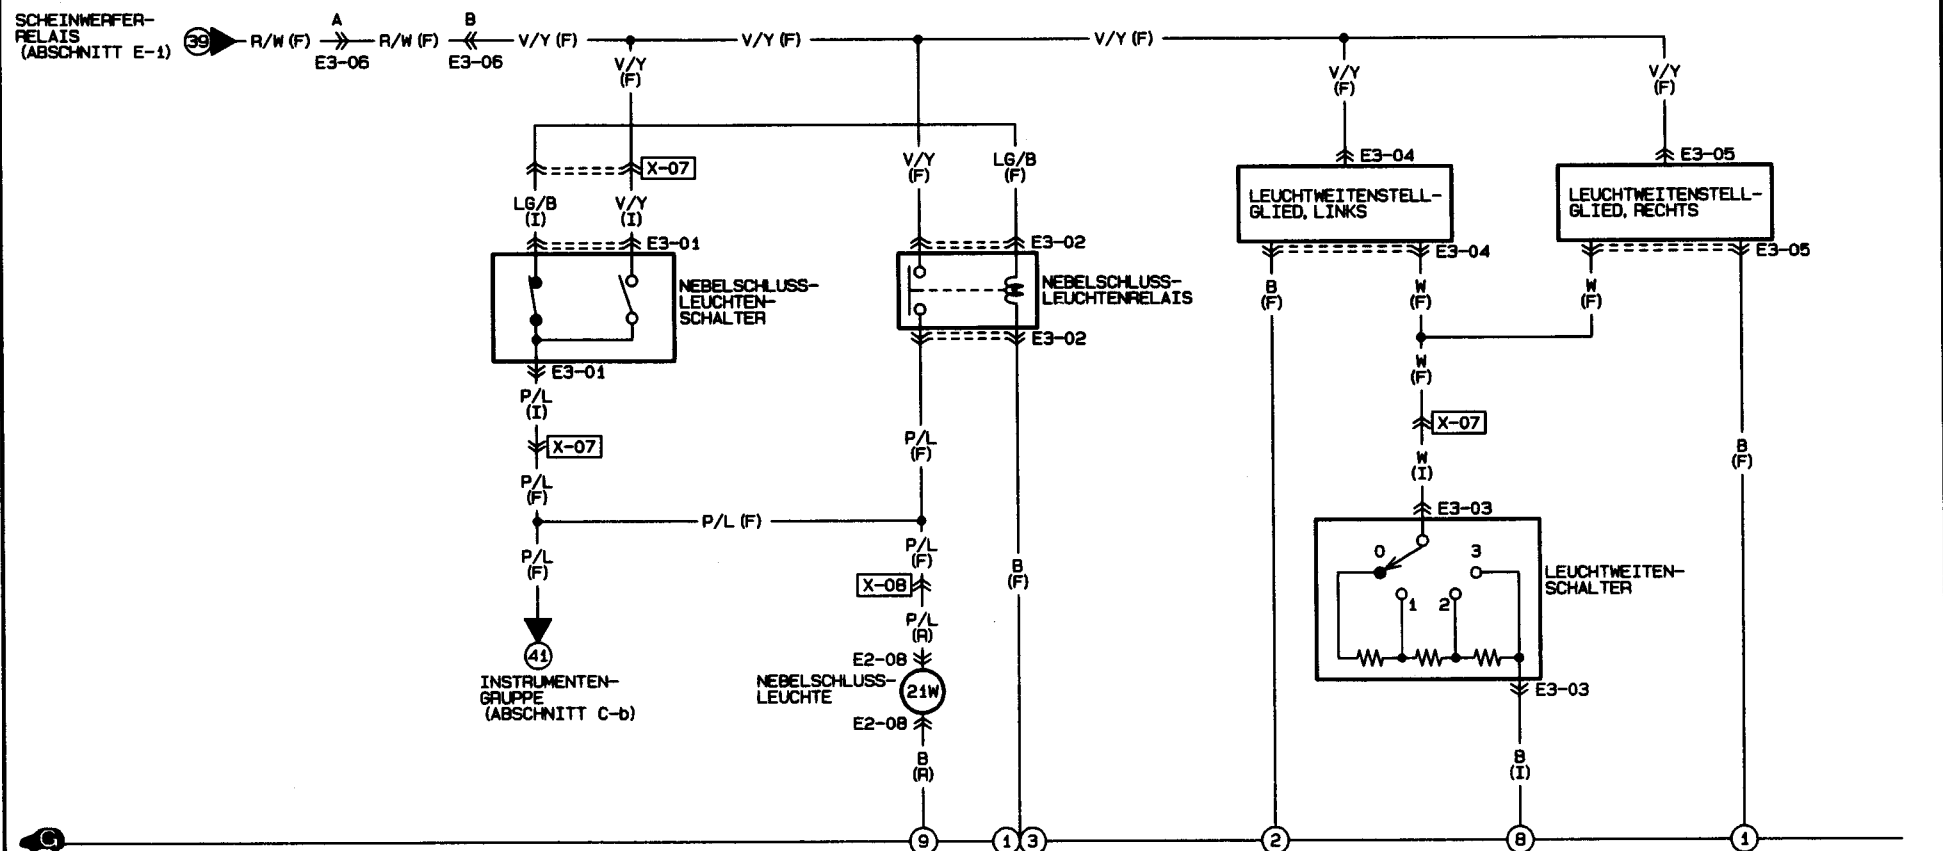 SCHEINWERFER-
RELAIS
(ABSCHNITT E-1)
39
R/W (F)
A
E3-06
R/W (F)
B
E3-06
V/Y (F)
V/Y (F)
V/Y (F)
V/Y
(F)
V/Y
(F)
V/Y
(F)
X-07
V/Y
(F)
LG/B
(F)
E3-04
E3-05
LG/B
(I)
V/Y
(I)
LEUCHTWEITENSTELL-
GLIED, LINKS
LEUCHTWEITENSTELL-
GLIED, RECHTS
E3-01
E3-02
E3-04
E3-05
NEBELSCHLUSS-
LEUCHTEN-
SCHALTER
NEBELSCHLUSS-
LEUCHTENRELAIS
B
(F)
W
(F)
W
(F)
E3-02
E3-01
W
(F)
P/L
(I)
X-07
X-07
P/L
(F)
B
(F)
W
(I)
P/L
(F)
E3-03
P/L (F)
P/L
(F)
P/L
(F)
B
(F)
0
3
1
2
LEUCHTWEITEN-
SCHALTER
X-08
P/L
(R)
41
INSTRUMENTEN-
GRUPPE
(ABSCHNITT C-b)
E2-08
NEBELSCHLUSS-
LEUCHTE
21W
E2-08
E3-03
B
(R)
B
(I)
G
9
1
3
2
8
1